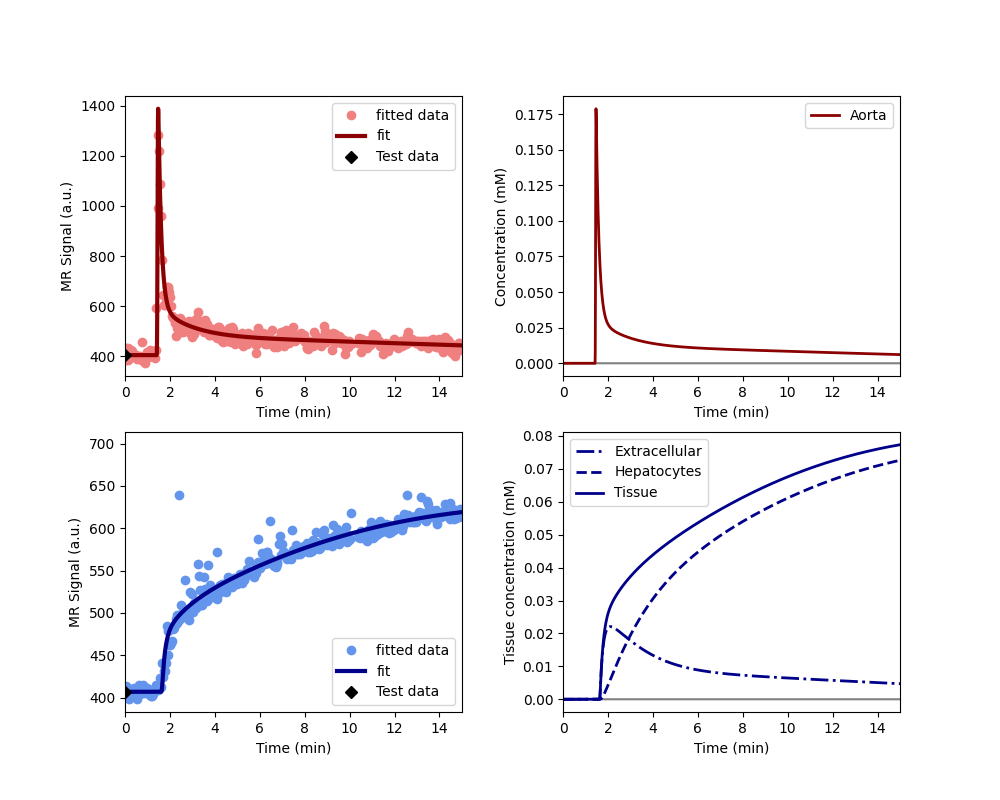 1400
1200
1000
800
600
400
MR Signal (a.u.)
fitted data
fit
Test data
0 2 4 6 8 10 12 14
Time (min)
0.175
0.150
0.125
0.100
0.075
0.050
0.025
0.000
Concentration (mM)
Aorta
0 2 4 6 8 10 12 14
Time (min)
700
650
600
550
500
450
400
MR Signal (a.u.)
fitted data
fit
Test data
0 2 4 6 8 10 12 14
Time (min)
0.08
0.07
0.06
0.05
0.04
0.03
0.02
0.01
0.00
Tissue concentration (mM)
Extracellular
Hepatocytes
Tissue
0 2 4 6 8 10 12 14
Time (min)